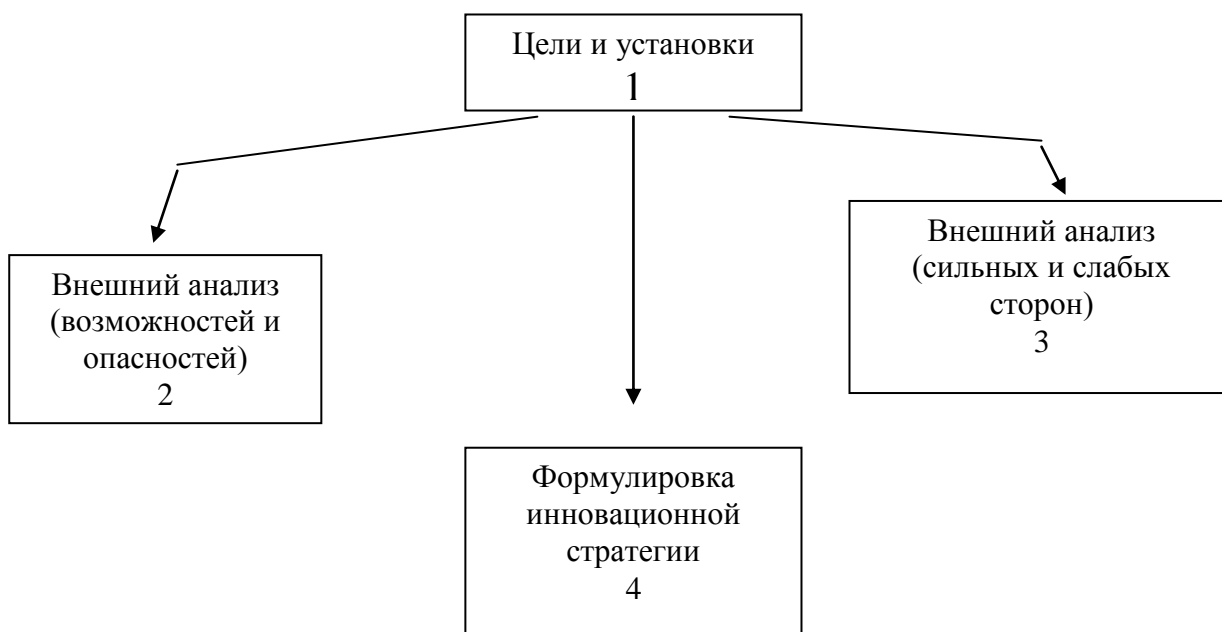 Цели и установки
1
Внешний анализ
(возможностей и
опасностей)
2
Внешний анализ
(сильных и слабых
сторон)
3
Формулировка
инновационной
стратегии
4